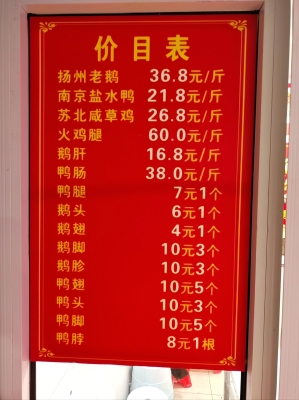 价目表
扬州老鹅 36.8元/斤
南京盐水鸭 21.8元/斤
苏北咸草鸡 26.8元/斤
火鸡腿 60.0元/斤
鹅肝 16.8元/斤
鸭肠 38.0元/斤
鸭腿 7元1个
鹅头 6元1个
鹅翅 4元1个
鹅脚 10元3个
鹅胗 10元3个
鸭翅 10元5个
鸭头 10元3个
鸭脚 10元5个
鸭脖 8元1根